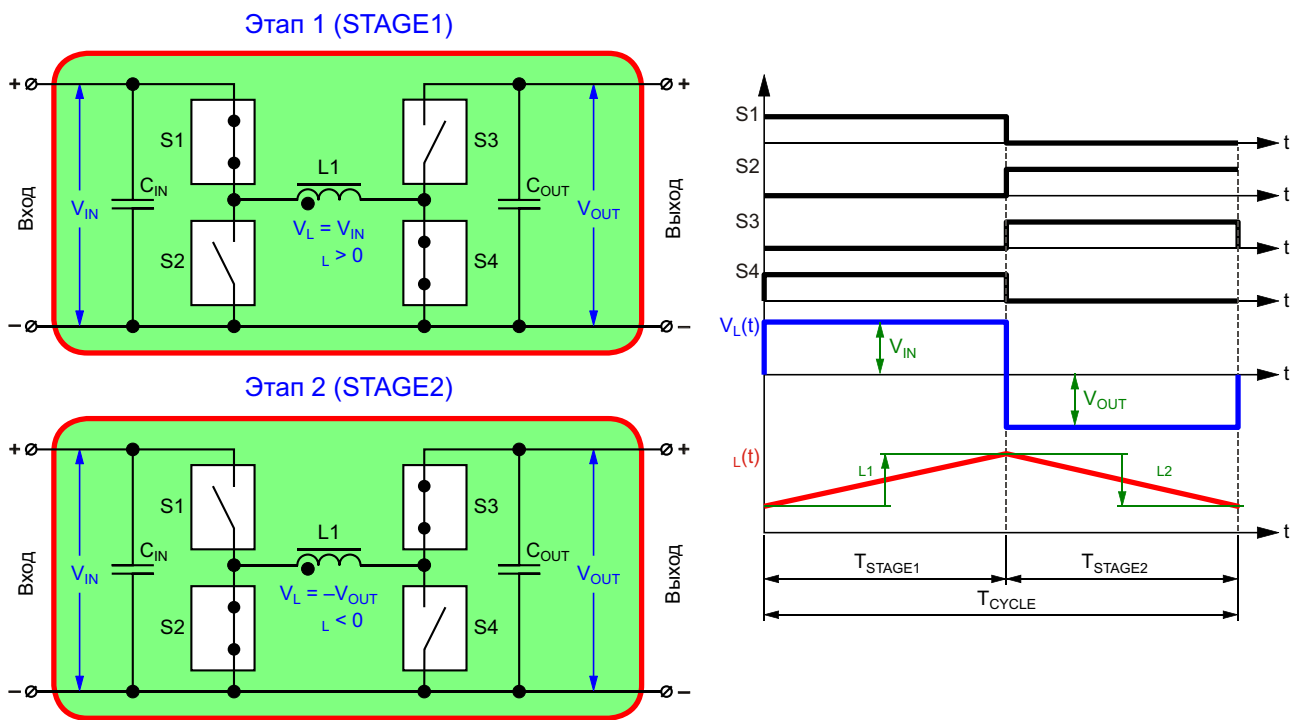 Этап 1 (STAGE1)
+
+
S1
S3
L1
Вход
V_IN
C_IN
C_OUT
V_OUT
Выход
V_L = V_IN
L > 0
S2
S4
–
–
Этап 2 (STAGE2)
+
+
S1
S3
L1
Вход
V_IN
C_IN
C_OUT
V_OUT
Выход
V_L = –V_OUT
L < 0
S2
S4
–
–
S1
t
S2
t
S3
t
S4
t
V_L(t)
V_IN
t
V_OUT
L(t)
L1
L2
t
T_STAGE1
T_STAGE2
T_CYCLE